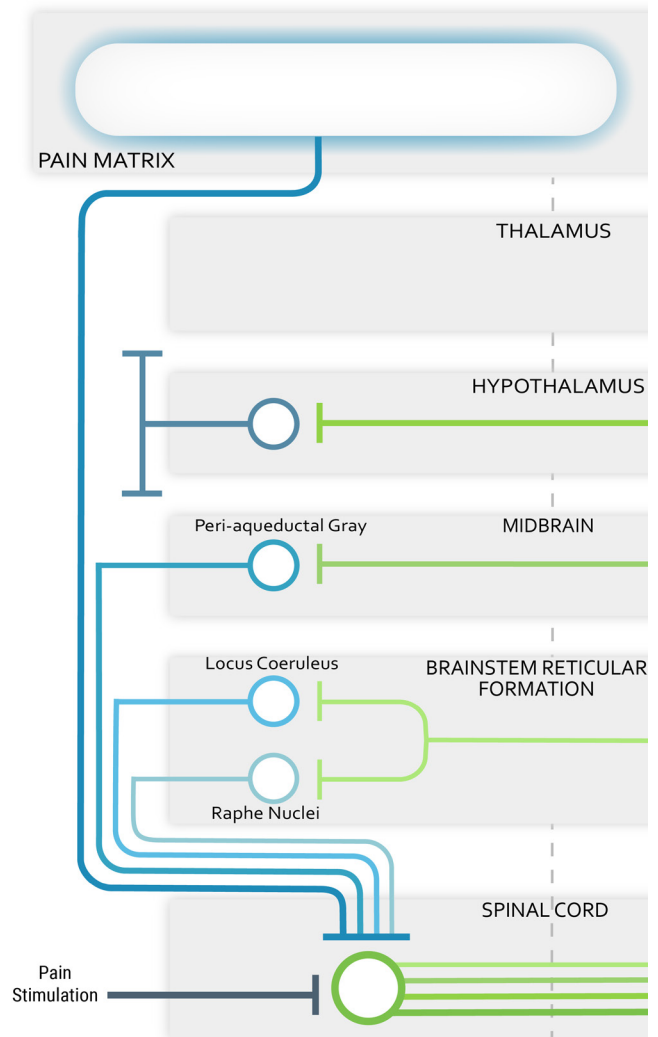 PAIN MATRIX
THALAMUS
HYPOTHALAMUS
Peri-aqueductal Gray
MIDBRAIN
Locus Coeruleus
BRAINSTEM RETICULAR
FORMATION
Raphe Nuclei
SPINAL CORD
Pain
Stimulation